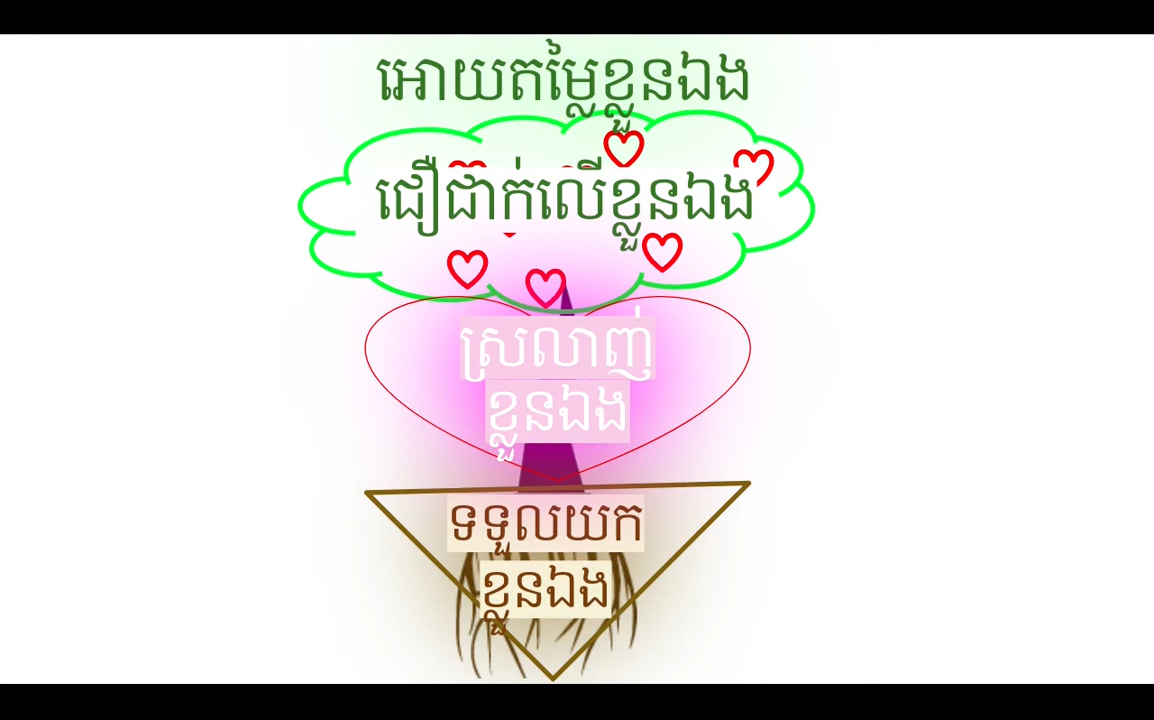 អោយតម្លៃខ្លួនឯង
ជឿជាក់លើខ្លួនឯង
ស្រលាញ់
ខ្លួនឯង
ទទួលយក
ខ្លួនឯង